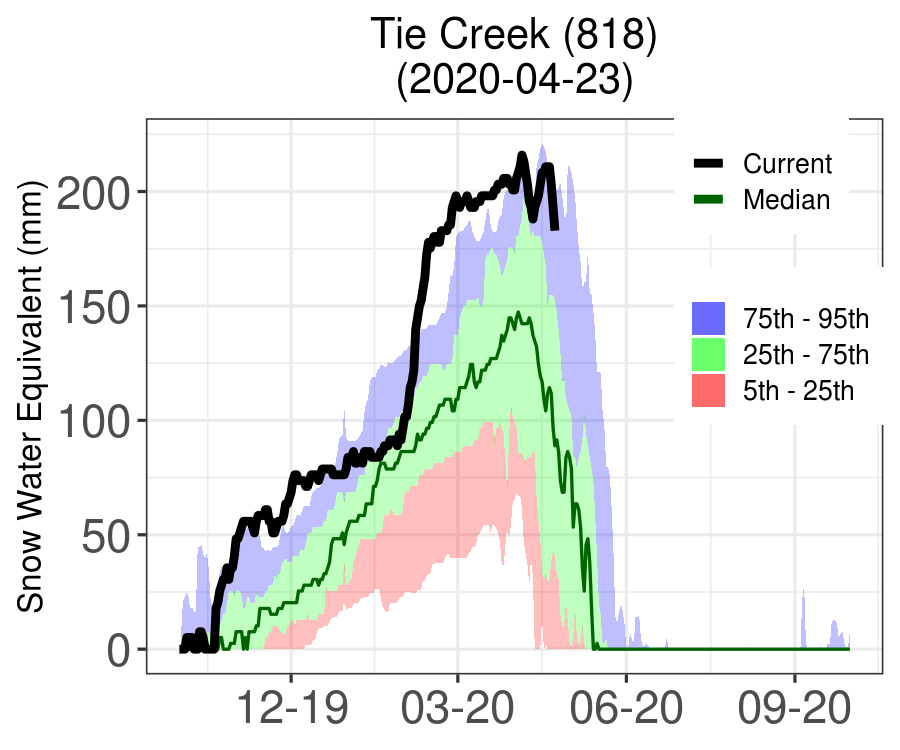 Tie Creek (818)
(2020-04-23)
Snow Water Equivalent (mm)
200
150
100
50
0
12-19
03-20
06-20
09-20
Current
Median
75th - 95th
25th - 75th
5th - 25th